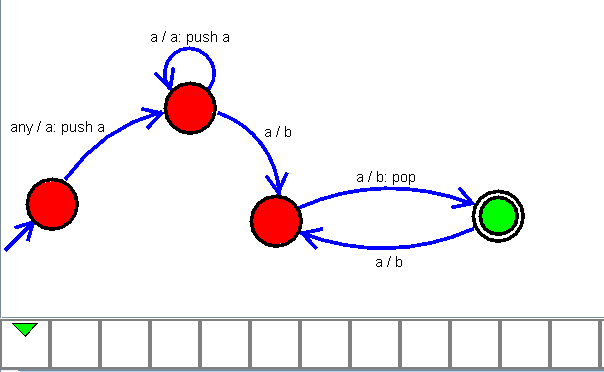 a / a: push a
any / a: push a
a / b
a / b: pop
a / b